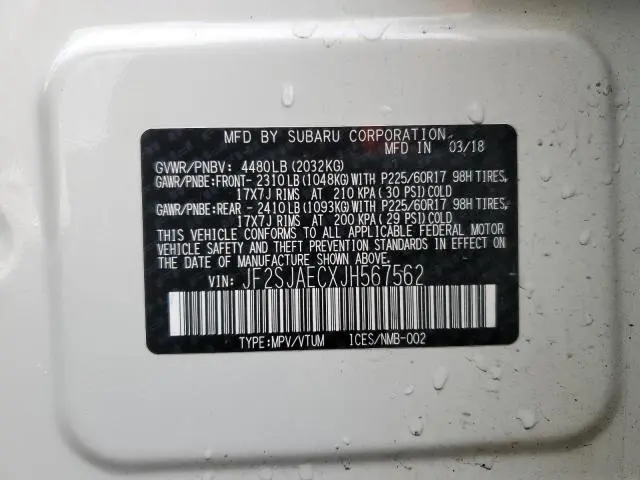 MFD BY SUBARU CORPORATION
MFD IN 03/18
GVWR/PNBV: 4480LB(2032KG)
GAWR/PNBE:FRONT-2310LB(1048KG)WITH P225/60R17 98H TIRES,
17X7J RIMS AT 210 KPA(30 PSI)COLD
GAWR/PNBE:REAR -2410LB(1093KG)WITH P225/60R17 98H TIRES,
17X7J RIMS AT 200 KPA(29 PSI)COLD
THIS VEHICLE CONFORMS TO ALL APPLICABLE FEDERAL MOTOR
VEHICLE SAFETY AND THEFT PREVENTION STANDARDS IN EFFECT
ON THE DATE OF MANUFACTURE SHOWN ABOVE.
VIN: JF2SJAECXJH567562
TYPE:MPV/VTUM ICES/NMB-002